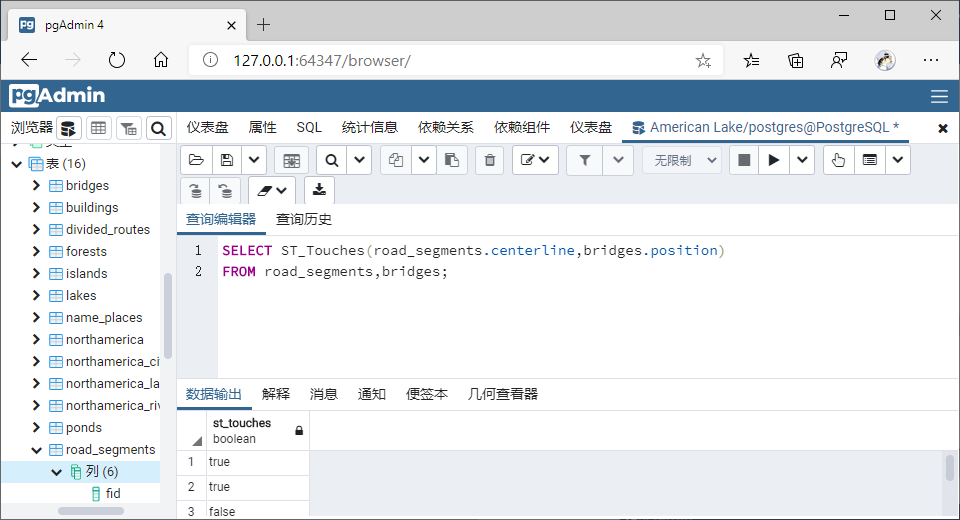 pgAdmin 4
127.0.0.1:64347/browser/
pgAdmin
浏览器
仪表盘 属性 SQL 统计信息 依赖关系 依赖组件 仪表盘 American Lake/postgres@PostgreSQL *
表 (16)
bridges
buildings
divided_routes
forests
islands
lakes
name_places
northamerica
northamerica_ci
northamerica_la
northamerica_riv
ponds
road_segments
列 (6)
fid
无限制
查询编辑器 查询历史
1 SELECT ST_Touches(road_segments.centerline,bridges.position)
2 FROM road_segments,bridges;
数据输出 解释 消息 通知 便签本 几何查看器
st_touches
boolean
1 true
2 true
3 false